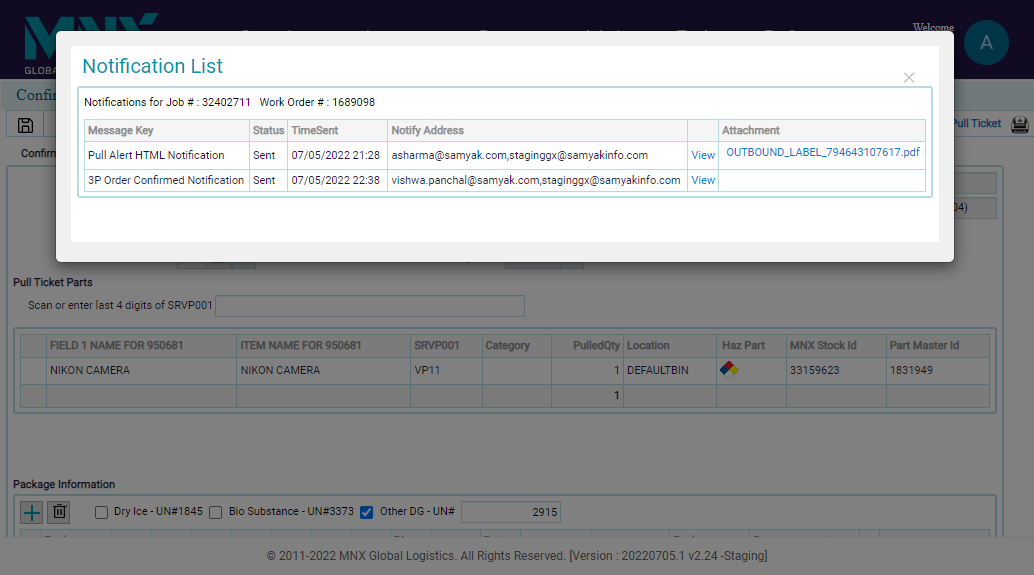 MNX
Welcome
A
GLOBA
Notification List
Confir
Notifications for Job # : 32402711 Work Order # : 1689098
Pull Ticket
Message Key Status TimeSent Notify Address Attachment
Confirm
Pull Alert HTML Notification Sent 07/05/2022 21:28 asharma@samyak.com,staginggx@samyakinfo.com View OUTBOUND_LABEL_794643107617.pdf
3P Order Confirmed Notification Sent 07/05/2022 22:38 vishwa.panchal@samyak.com,staginggx@samyakinfo.com View
04)
Pull Ticket Parts
Scan or enter last 4 digits of SRVP001
FIELD 1 NAME FOR 950681 ITEM NAME FOR 950681 SRVP001 Category PulledQty Location Haz Part MNX Stock Id Part Master Id
NIKON CAMERA NIKON CAMERA VP11 1 DEFAULTBIN 33159623 1831949
1
Package Information
Dry Ice - UN#1845 Bio Substance - UN#3373 Other DG - UN# 2915
© 2011-2022 MNX Global Logistics. All Rights Reserved. [Version : 20220705.1 v2.24 -Staging]